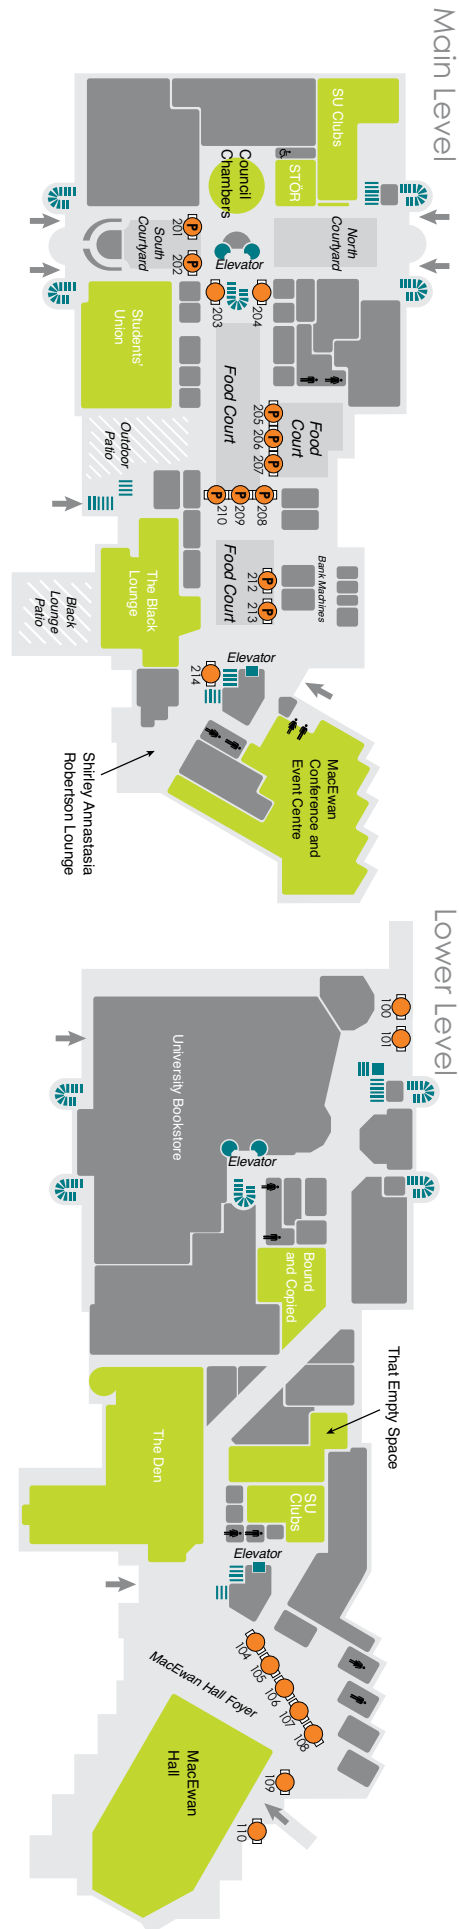 Main Level
SU Clubs
STÖR
Council
Chambers
North
Courtyard
South
Courtyard
P
201
P
202
Elevator
203
204
Students'
Union
Food Court
Food
Court
P
205
P
206
P
207
Outdoor
Patio
P
208
P
209
P
210
The Black
Lounge
Black
Lounge
Patio
Food Court
P
212
P
213
Bank Machines
Elevator
214
MacEwan
Conference and
Event Centre
Shirley Annastasia
Robertson Lounge
Lower Level
100
101
University Bookstore
Elevator
Bound
and Copied
That Empty Space
The Den
SU
Clubs
Elevator
104
105
106
107
108
MacEwan Hall Foyer
MacEwan
Hall
109
110